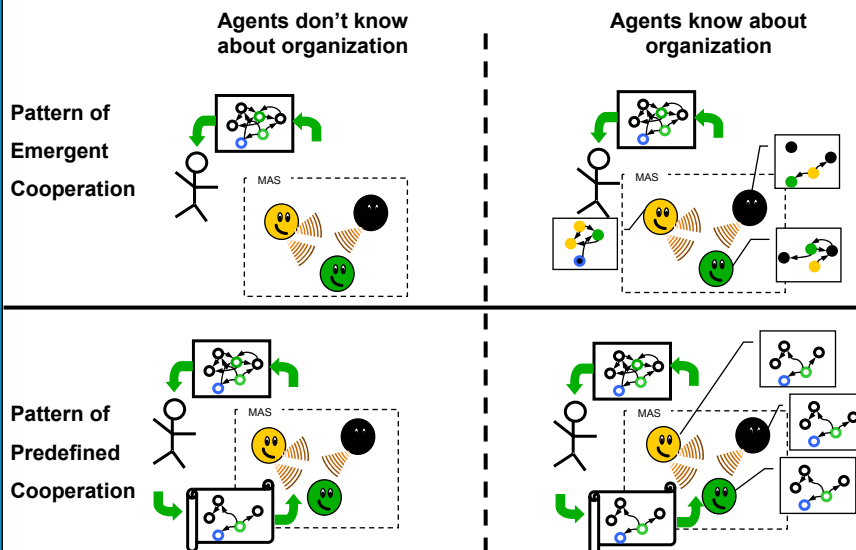 Agents don't know
about organization
Agents know about
organization
Pattern of
Emergent
Cooperation
MAS
MAS
Pattern of
Predefined
Cooperation
MAS
MAS